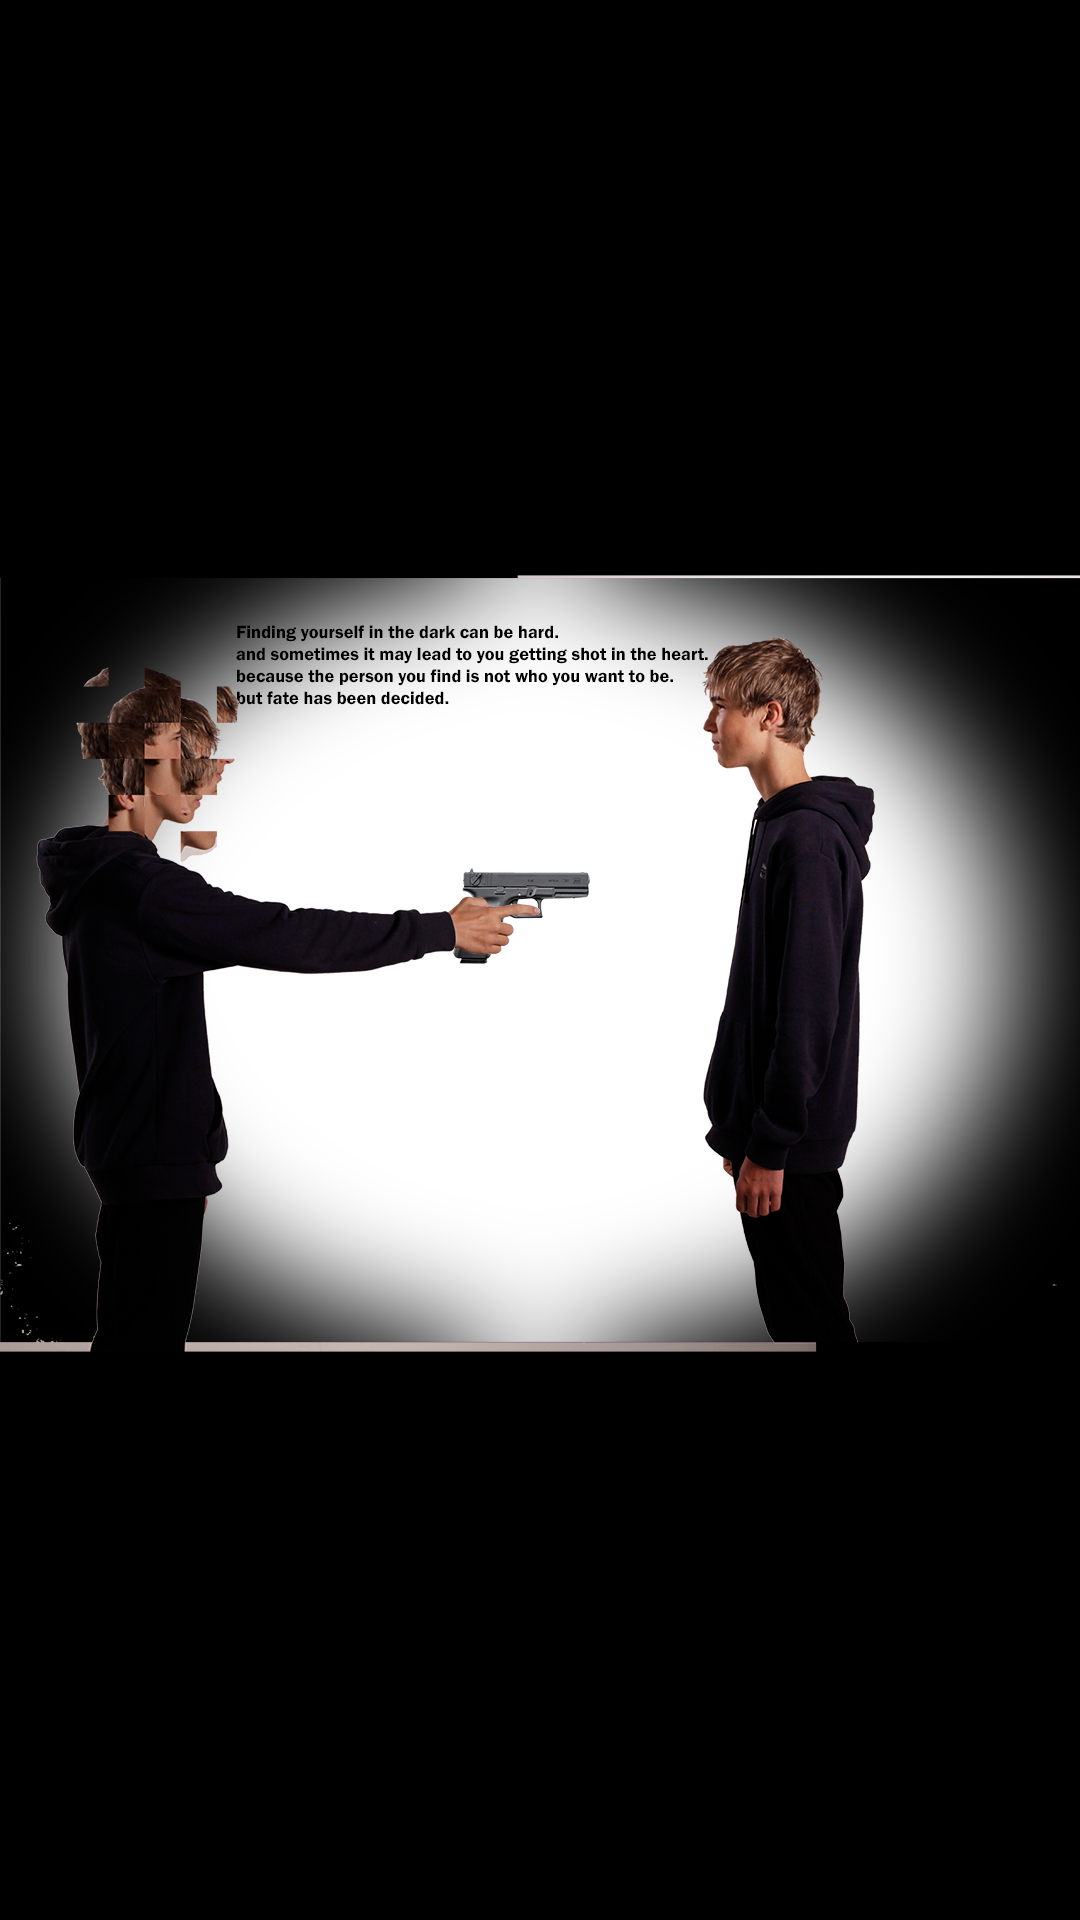 Finding yourself in the dark can be hard.
and sometimes it may lead to you getting shot in the heart.
because the person you find is not who you want to be.
but fate has been decided.